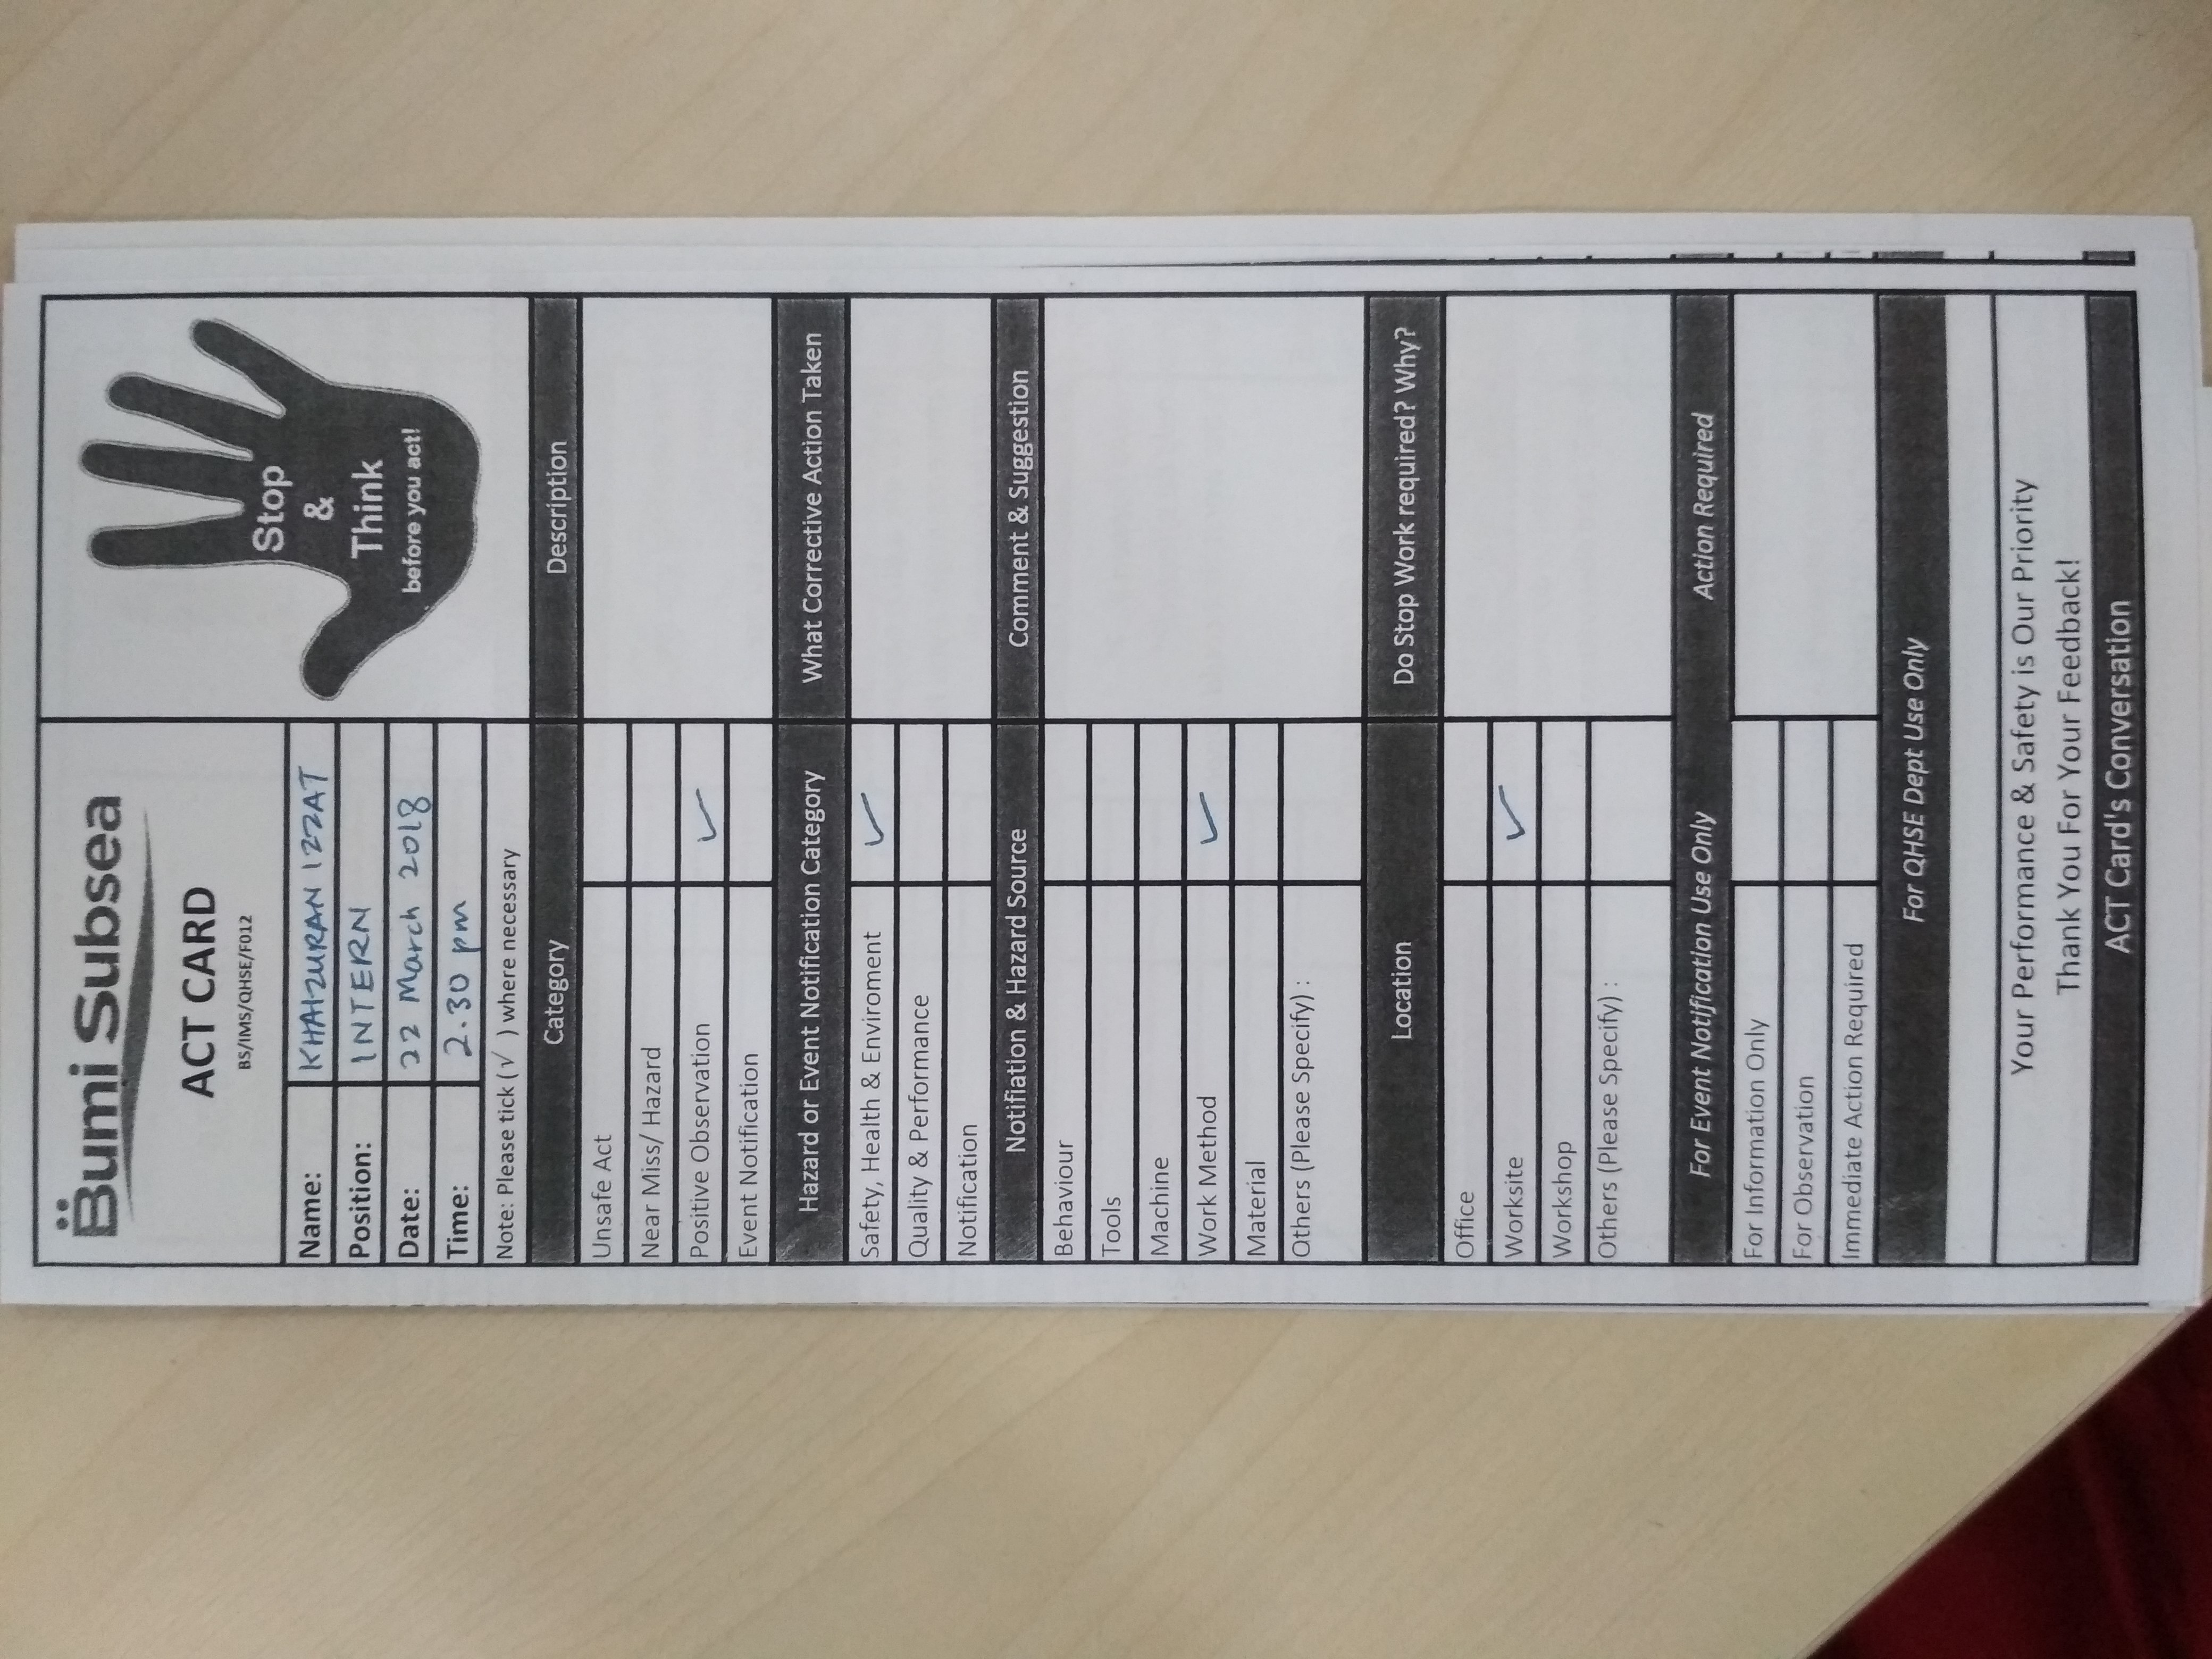 Bumi Subsea
ACT CARD
BS/IMS/QHSE/F012
Stop
&
Think
before you act!
Name: KHAIZURAN IZZAT
Position: INTERN
Date: 22 March 2018
Time: 2.30 pm
Note: Please tick (√ ) where necessary
Category Description
Unsafe Act
Near Miss/ Hazard
Positive Observation ✓
Event Notification
Hazard or Event Notification Category What Corrective Action Taken
Safety, Health & Enviroment ✓
Quality & Performance
Notification
Notifiation & Hazard Source Comment & Suggestion
Behaviour
Tools
Machine
Work Method ✓
Material
Others (Please Specify) :
Location Do Stop Work required? Why?
Office
Worksite ✓
Workshop
Others (Please Specify) :
For Event Notification Use Only Action Required
For Information Only
For Observation
Immediate Action Required
For QHSE Dept Use Only
Your Performance & Safety is Our Priority
Thank You For Your Feedback!
ACT Card's Conversation